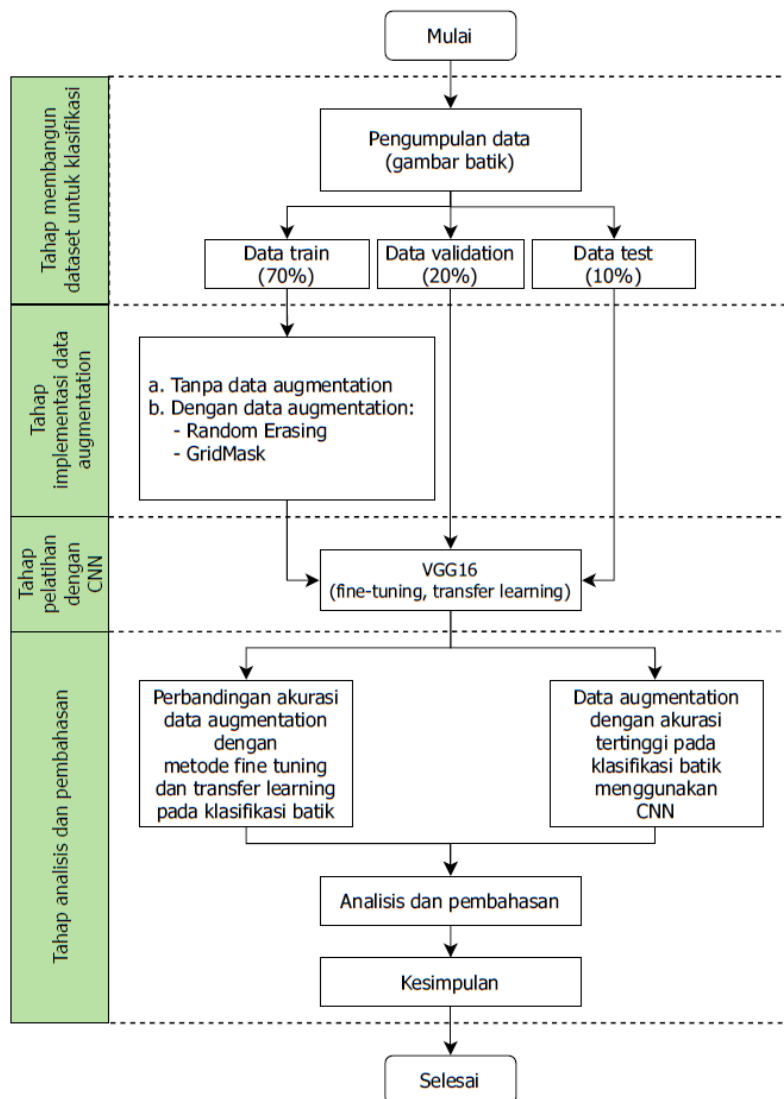 Mulai
Tahap membangun
dataset untuk klasifikasi
Pengumpulan data
(gambar batik)
Data train
(70%)
Data validation
(20%)
Data test
(10%)
Tahap
implementasi data
augmentation
a. Tanpa data augmentation
b. Dengan data augmentation:
- Random Erasing
- GridMask
Tahap
pelatihan
dengan
CNN
VGG16
(fine-tuning, transfer learning)
Tahap analisis dan pembahasan
Perbandingan akurasi
data augmentation
dengan
metode fine tuning
dan transfer learning
pada klasifikasi batik
Data augmentation
dengan akurasi
tertinggi pada
klasifikasi batik
menggunakan
CNN
Analisis dan pembahasan
Kesimpulan
Selesai